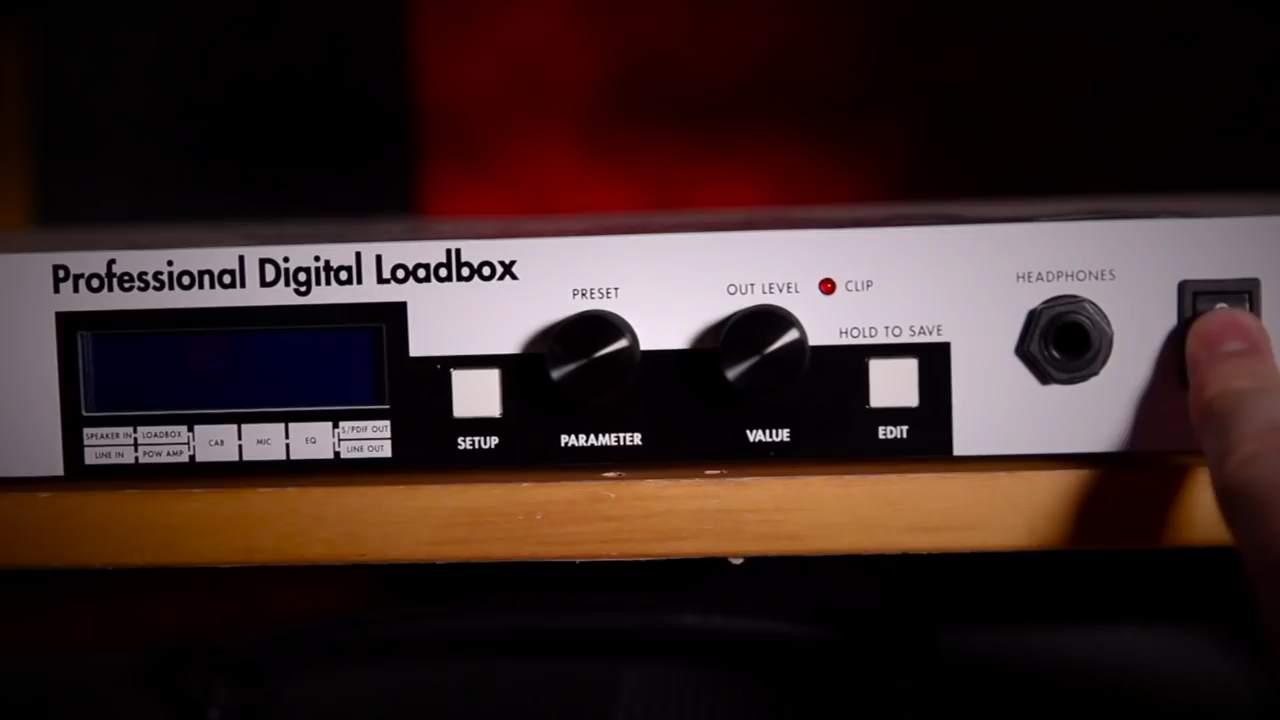 Professional Digital Loadbox
PRESET
OUT LEVEL
CLIP
HEADPHONES
HOLD TO SAVE
SPEAKER IN
LOADBOX
CAB
MIC
EQ
S/PDIF OUT
LINE IN
POW AMP
LINE OUT
SETUP
PARAMETER
VALUE
EDIT